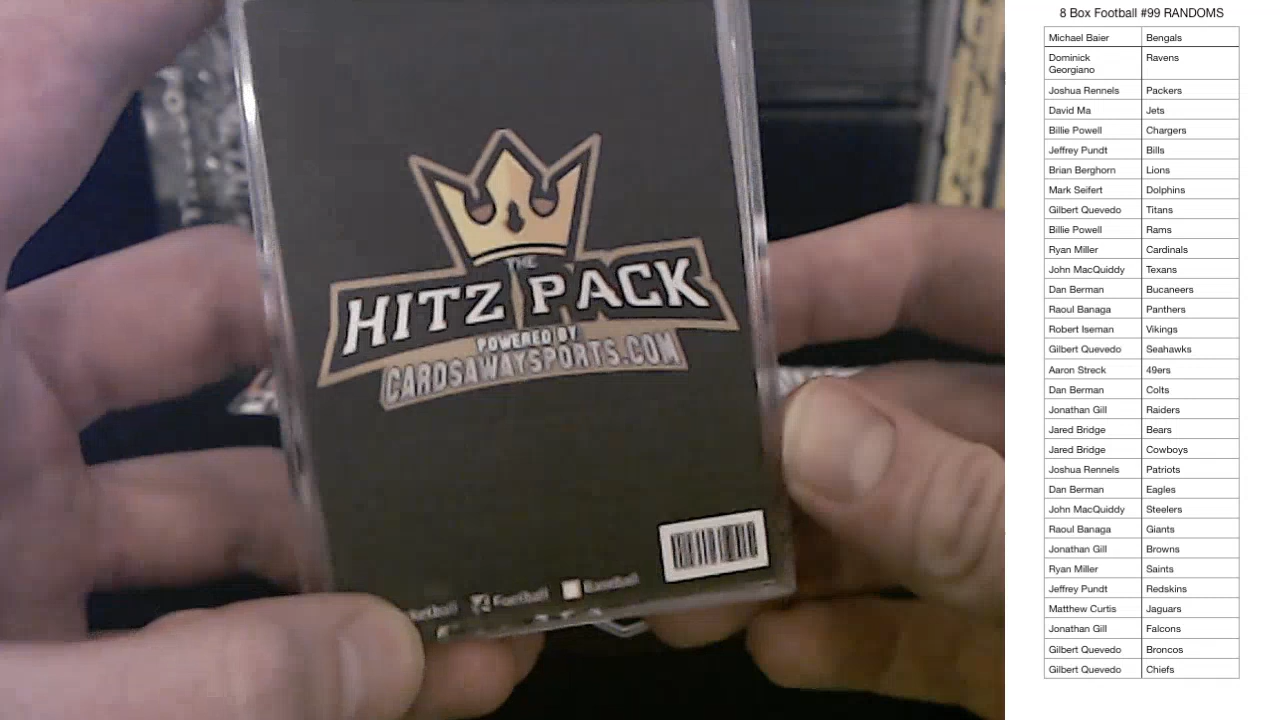 THE
HITZ PACK
POWERED BY
CARDSAWAYSPORTS.COM
Football
Baseball
8 Box Football #99 RANDOMS
Michael Baier Bengals
Dominick Georgiano Ravens
Joshua Rennels Packers
David Ma Jets
Billie Powell Chargers
Jeffrey Pundt Bills
Brian Berghorn Lions
Mark Seifert Dolphins
Gilbert Quevedo Titans
Billie Powell Rams
Ryan Miller Cardinals
John MacQuiddy Texans
Dan Berman Bucaneers
Raoul Banaga Panthers
Robert Iseman Vikings
Gilbert Quevedo Seahawks
Aaron Streck 49ers
Dan Berman Colts
Jonathan Gill Raiders
Jared Bridge Bears
Jared Bridge Cowboys
Joshua Rennels Patriots
Dan Berman Eagles
John MacQuiddy Steelers
Raoul Banaga Giants
Jonathan Gill Browns
Ryan Miller Saints
Jeffrey Pundt Redskins
Matthew Curtis Jaguars
Jonathan Gill Falcons
Gilbert Quevedo Broncos
Gilbert Quevedo Chiefs